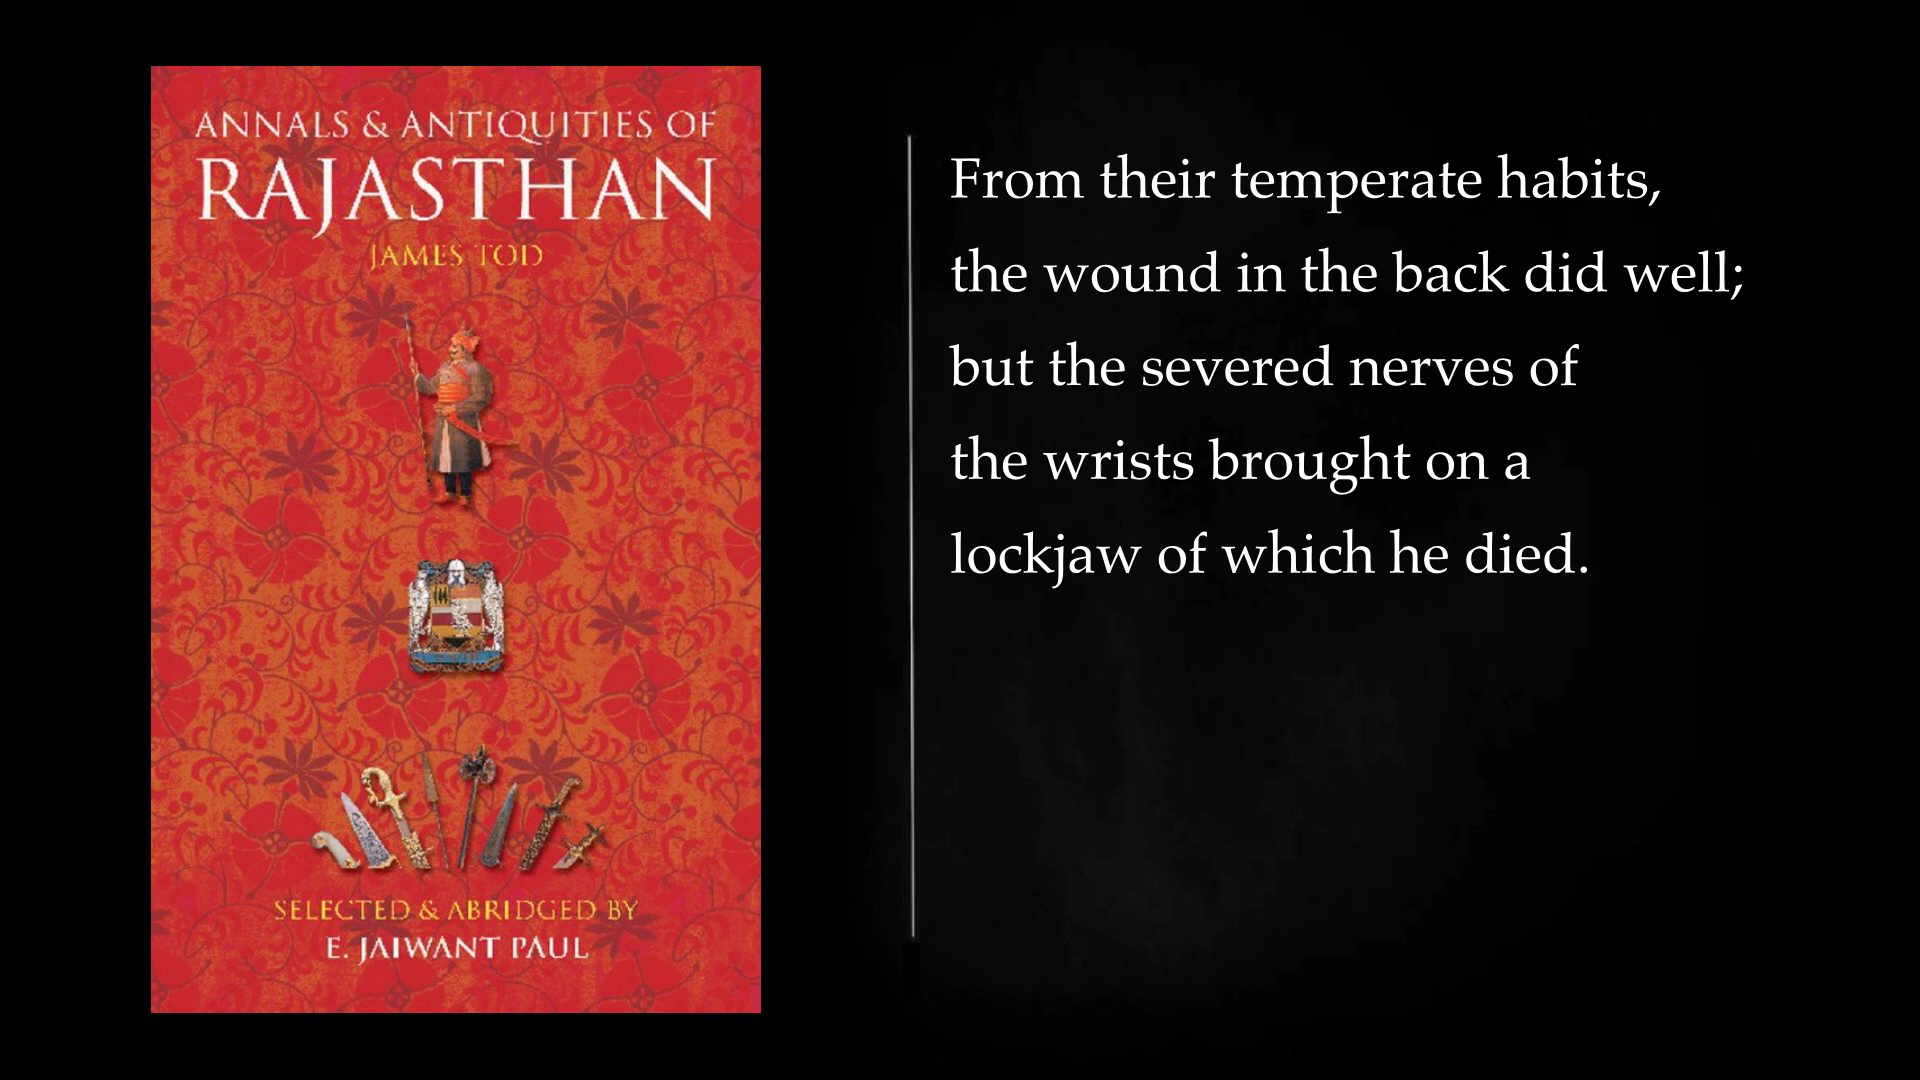 ANNALS & ANTIQUITIES OF
RAJASTHAN
JAMES TOD
SELECTED & ABRIDGED BY
E. JAIWANT PAUL
From their temperate habits,
the wound in the back did well;
but the severed nerves of
the wrists brought on a
lockjaw of which he died.